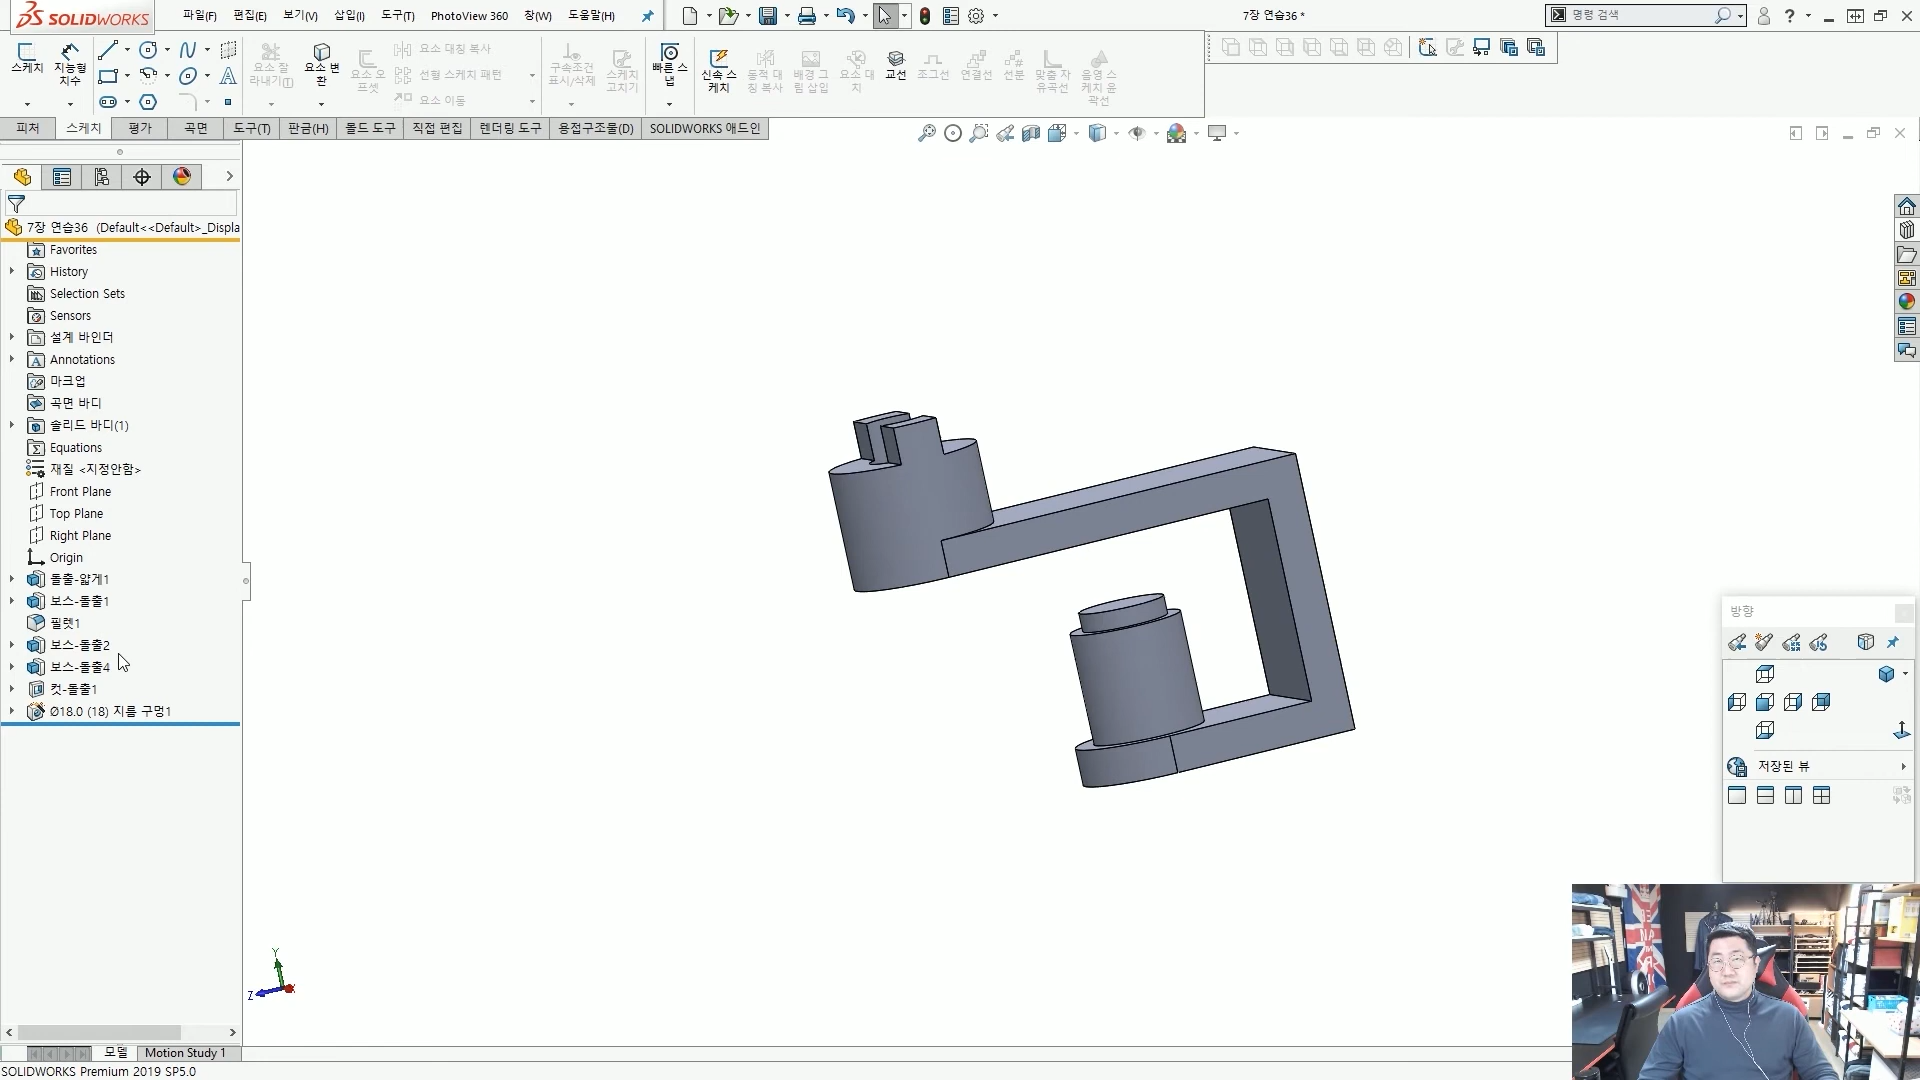 SOLIDWORKS
파일(F) 편집(E) 보기(V) 삽입(I) 도구(T) PhotoView 360 창(W) 도움말(H)
7장 연습36 *
명령 검색
스케치
지능형 치수
요소 잘라내기(T)
요소 변환
요소 오프셋
요소 대칭 복사
선형 스케치 패턴
요소 이동
구속조건 표시/삭제
스케치 고치기
빠른 스냅
신속 스케치
동적 대칭 복사
배경 그림 삽입
요소 대치
교선
조그선
연결선
선분
맞춤 자유곡선
음영 스케치 윤곽선
피처 스케치 평가 곡면 도구(T) 판금(H) 몰드 도구 직접 편집 렌더링 도구 용접구조물(D) SOLIDWORKS 애드인
7장 연습36 (Default<<Default>_Displa
Favorites
History
Selection Sets
Sensors
설계 바인더
Annotations
마크업
곡면 바디
솔리드 바디(1)
Equations
재질 <지정안함>
Front Plane
Top Plane
Right Plane
Origin
돌출-얇게1
보스-돌출1
필렛1
보스-돌출2
보스-돌출4
컷-돌출1
Ø18.0 (18) 지름 구멍1
방향
저장된 뷰
Y
Z
모델 Motion Study 1
SOLIDWORKS Premium 2019 SP5.0